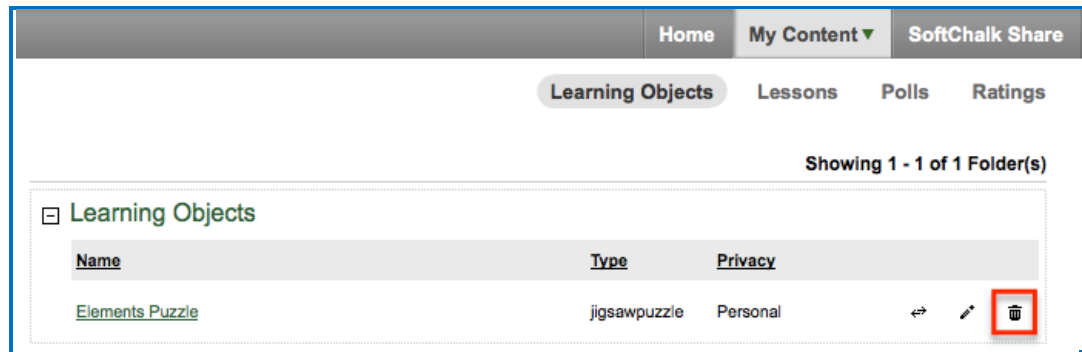 Home My Content ▼ SoftChalk Share
Learning Objects Lessons Polls Ratings
Showing 1 - 1 of 1 Folder(s)
Learning Objects
Name Type Privacy
Elements Puzzle jigsawpuzzle Personal